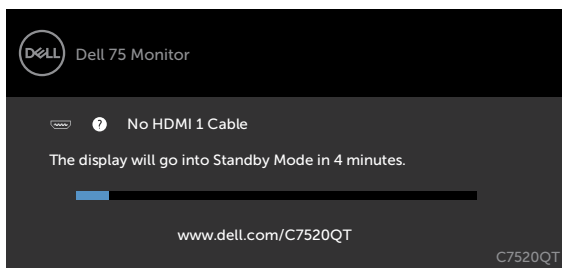 DELL
Dell 75 Monitor
? No HDMI 1 Cable
The display will go into Standby Mode in 4 minutes.
www.dell.com/C7520QT
C7520QT